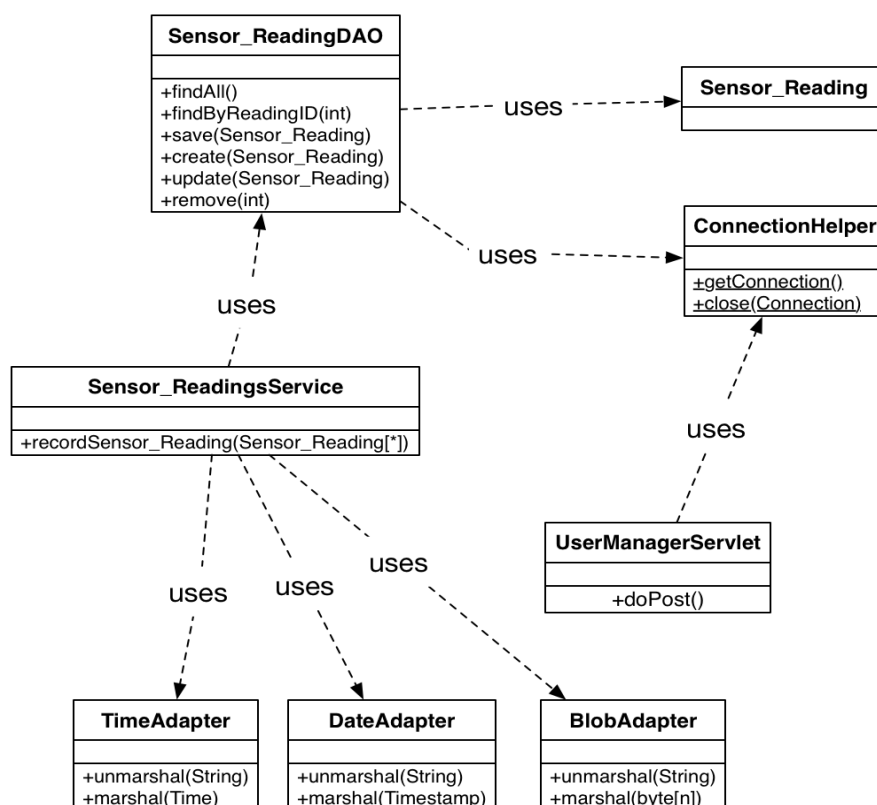 Sensor_ReadingDAO
+findAll()
+findByReadingID(int)
+save(Sensor_Reading)
+create(Sensor_Reading)
+update(Sensor_Reading)
+remove(int)
uses
Sensor_Reading
uses
ConnectionHelper
+getConnection()
+close(Connection)
uses
Sensor_ReadingsService
+recordSensor_Reading(Sensor_Reading[*])
uses
UserManagerServlet
+doPost()
uses
uses
uses
TimeAdapter
+unmarshal(String)
+marshal(Time)
DateAdapter
+unmarshal(String)
+marshal(Timestamp)
BlobAdapter
+unmarshal(String)
+marshal(byte[n])